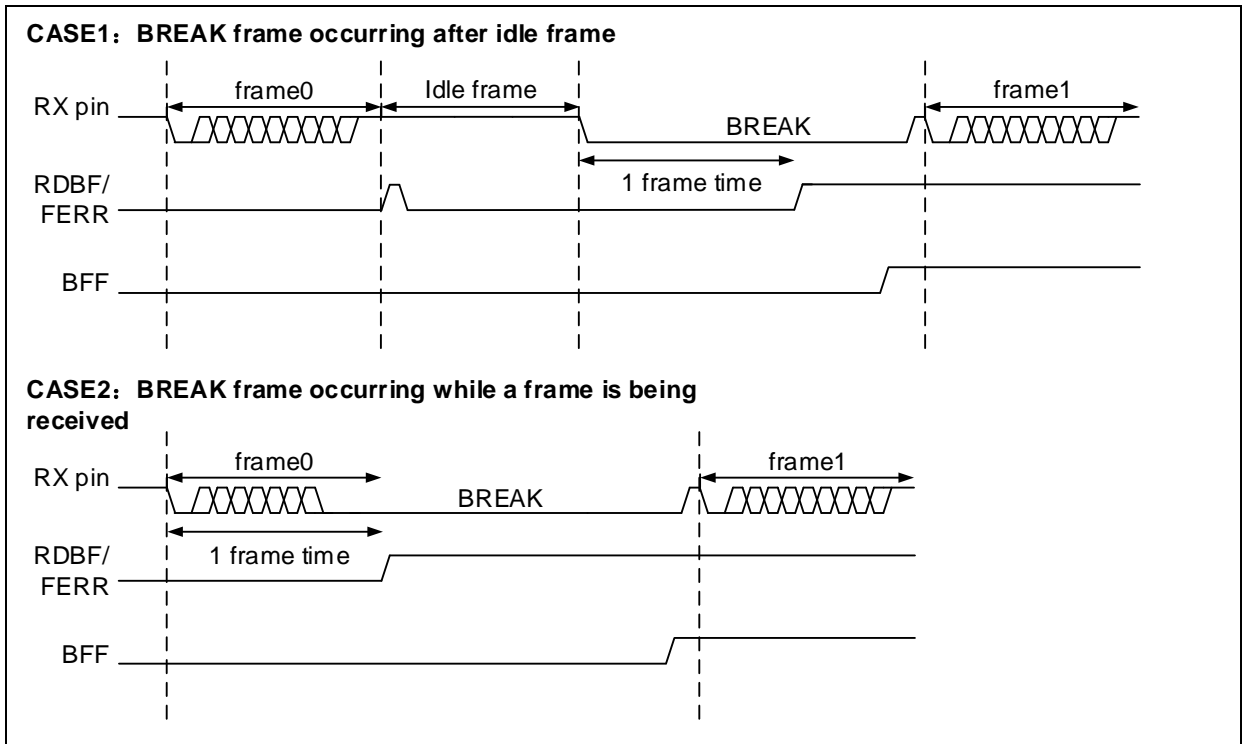 CASE1：BREAK frame occurring after idle frame
frame0
Idle frame
frame1
RX pin
BREAK
1 frame time
RDBF/
FERR
BFF
CASE2：BREAK frame occurring while a frame is being
received
frame0
frame1
RX pin
BREAK
1 frame time
RDBF/
FERR
BFF